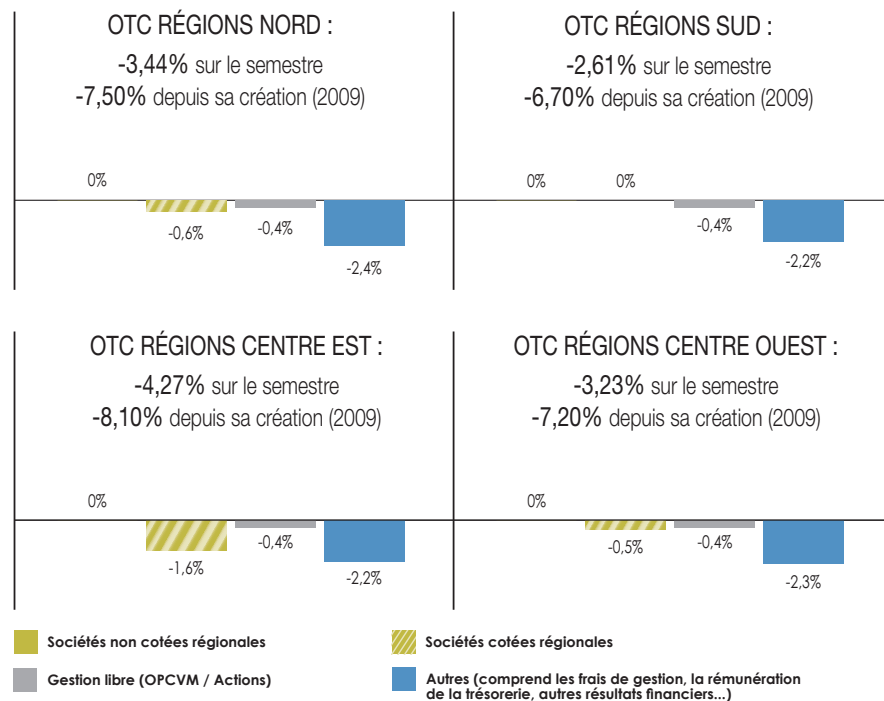 OTC RÉGIONS NORD :
-3,44% sur le semestre
-7,50% depuis sa création (2009)
0%
-0,6%
-0,4%
-2,4%
OTC RÉGIONS SUD :
-2,61% sur le semestre
-6,70% depuis sa création (2009)
0%
0%
-0,4%
-2,2%
OTC RÉGIONS CENTRE EST :
-4,27% sur le semestre
-8,10% depuis sa création (2009)
0%
-1,6%
-0,4%
-2,2%
OTC RÉGIONS CENTRE OUEST :
-3,23% sur le semestre
-7,20% depuis sa création (2009)
0%
-0,5%
-0,4%
-2,3%
Sociétés non cotées régionales
Sociétés cotées régionales
Gestion libre (OPCVM / Actions)
Autres (comprend les frais de gestion, la rémunération
de la trésorerie, autres résultats financiers...)